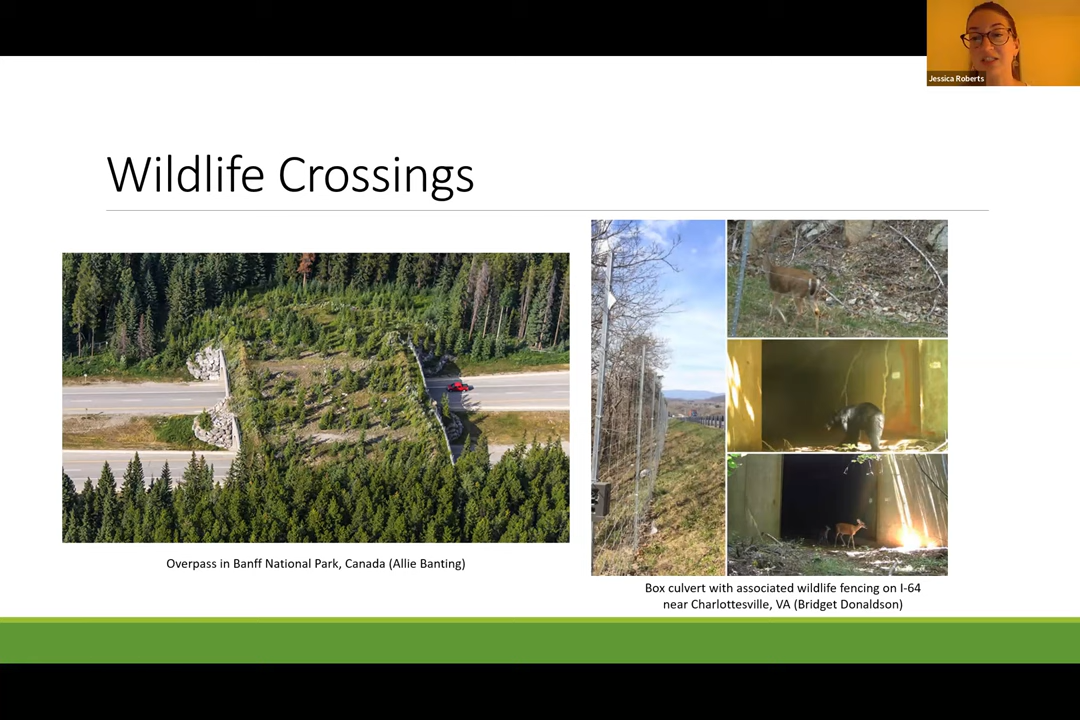 Jessica Roberts
Wildlife Crossings
Overpass in Banff National Park, Canada (Allie Banting)
Box culvert with associated wildlife fencing on I-64
near Charlottesville, VA (Bridget Donaldson)